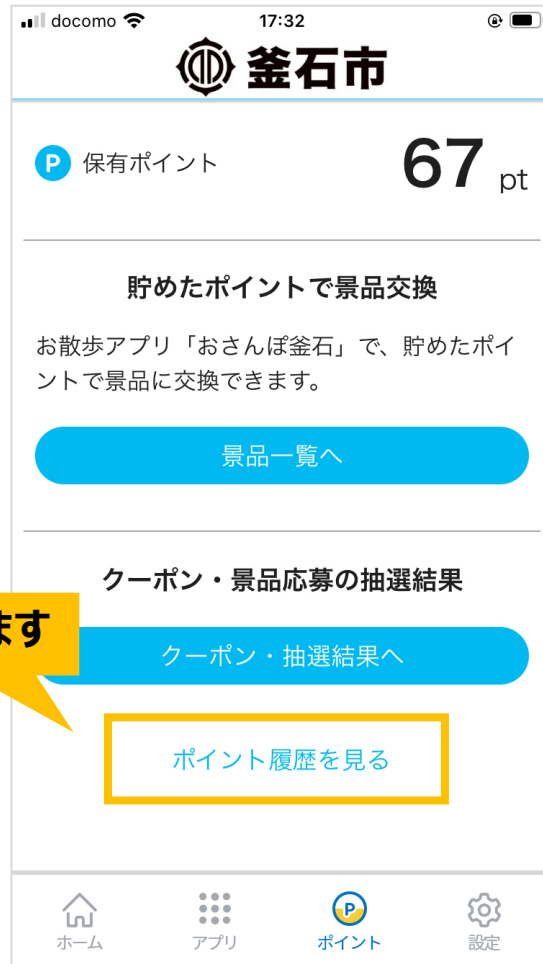 docomo 17:32
釜石市
P 保有ポイント 67 pt
貯めたポイントで景品交換
お散歩アプリ「おさんぽ釜石」で、貯めたポイ
ントで景品に交換できます。
景品一覧へ
クーポン・景品応募の抽選結果
ます
クーポン・抽選結果へ
ポイント履歴を見る
P
ホーム アプリ ポイント 設定